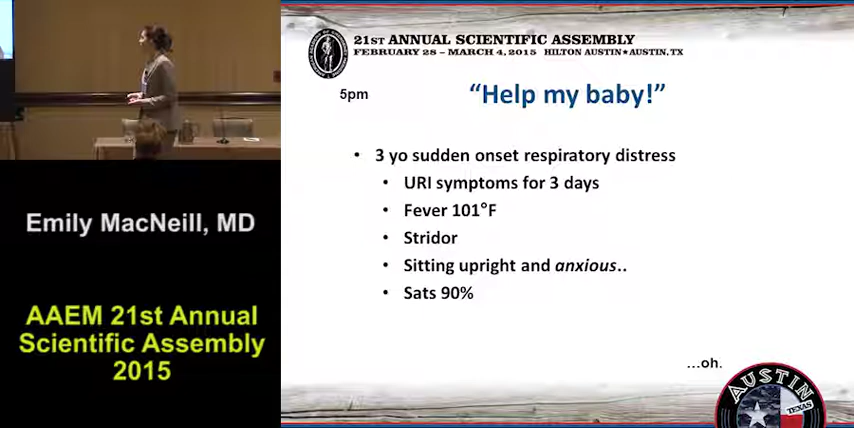 21ST ANNUAL SCIENTIFIC ASSEMBLY
FEBRUARY 28 – MARCH 4, 2015 HILTON AUSTIN★AUSTIN, TX
5pm
“Help my baby!”
• 3 yo sudden onset respiratory distress
• URI symptoms for 3 days
• Fever 101°F
• Stridor
• Sitting upright and anxious..
• Sats 90%
...oh.
AUSTIN
TEXAS
Emily MacNeill, MD
AAEM 21st Annual
Scientific Assembly
2015